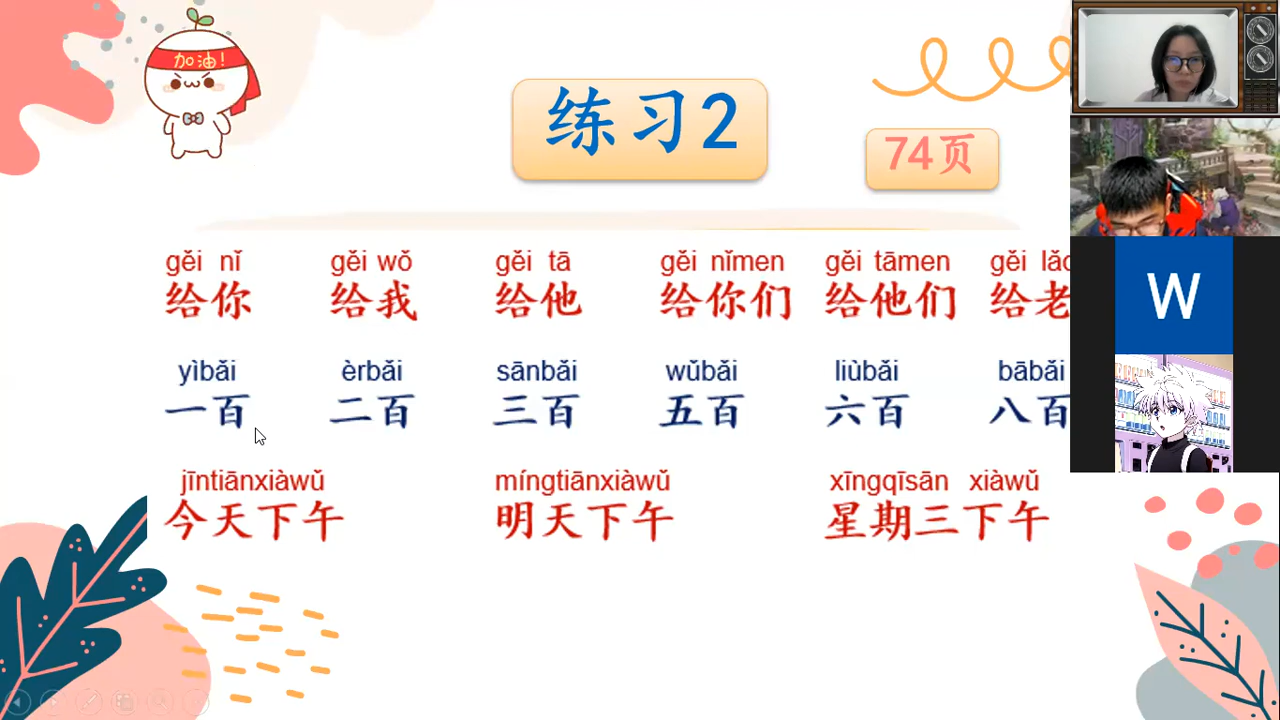 加油!
练习2
74页
gěi nǐ gěi wǒ gěi tā gěi nǐmen gěi tāmen gěi
给你 给我 给他 给你们 给他们 给老
yìbǎi èrbǎi sānbǎi wǔbǎi liùbǎi bābǎi
一百 二百 三百 五百 六百 八百
jīntiānxiàwǔ míngtiānxiàwǔ xīngqīsān xiàwǔ
今天下午 明天下午 星期三下午
W